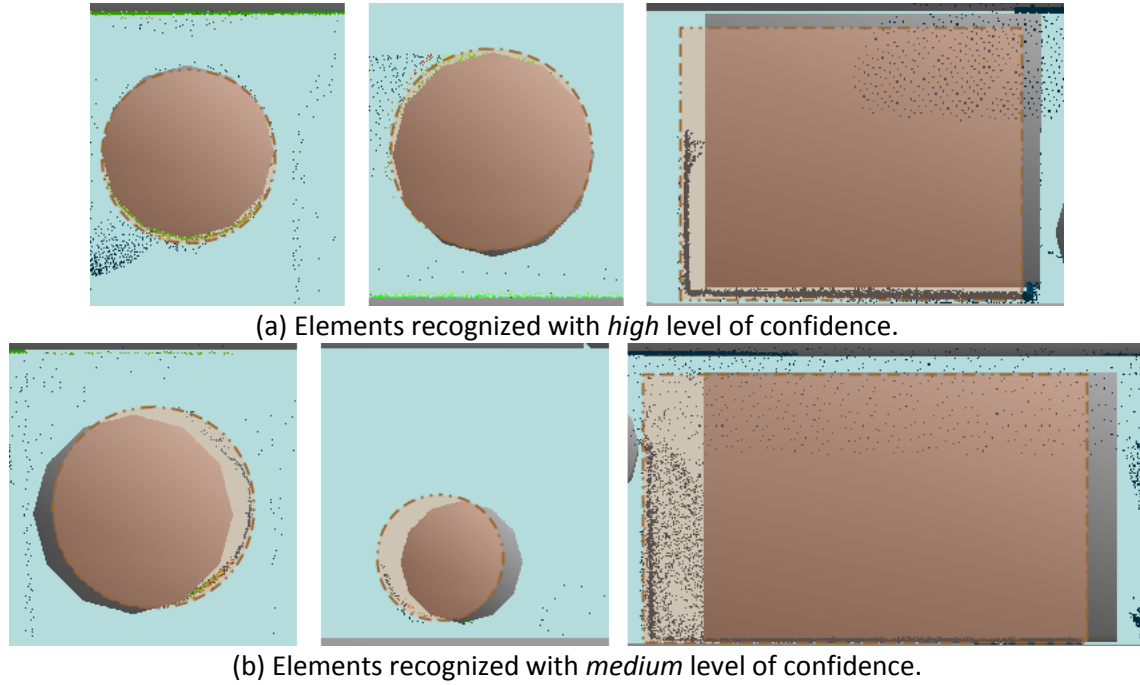 (a) Elements recognized with high level of confidence.
(b) Elements recognized with medium level of confidence.